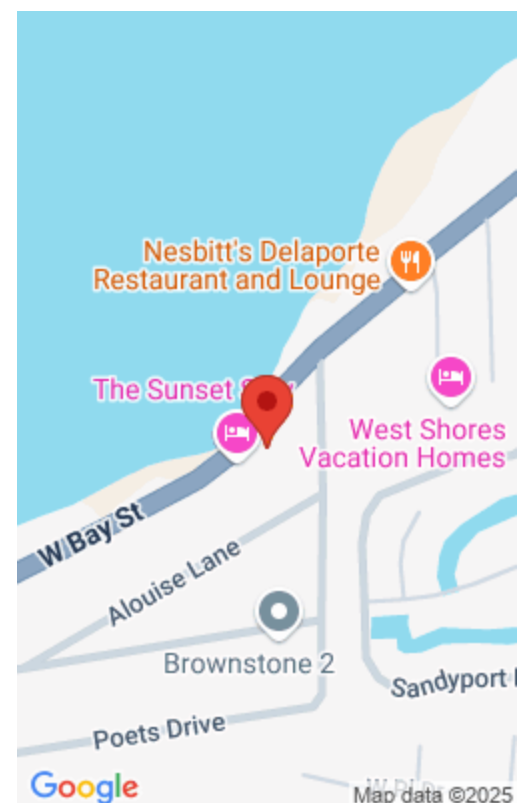 Nesbitt's Delaporte
Restaurant and Lounge
The Sunset
West Shores
Vacation Homes
W Bay St
Alouise Lane
Brownstone 2
Sandyport
Poets Drive
Google
Map data ©2025